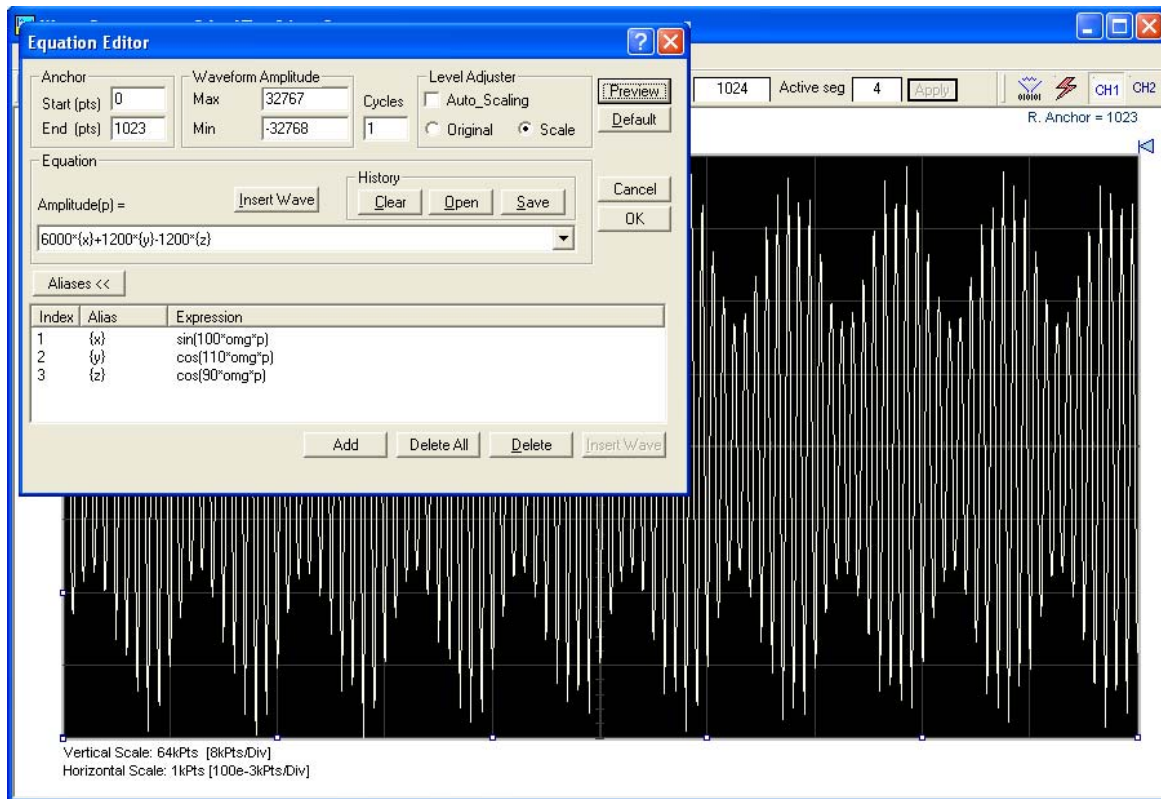 Equation Editor
Anchor
Start (pts) 0
End (pts) 1023
Waveform Amplitude
Max 32767
Min -32768
Cycles
1
Level Adjuster
Auto_Scaling
Original Scale
Preview
Default
Cancel
OK
1024 Active seg 4 Apply
010101
CH1 CH2
R. Anchor = 1023
Equation
Amplitude(p) =
Insert Wave
History
Clear Open Save
6000*{x}+1200*{y}-1200*{z}
Aliases <<
Index Alias Expression
1 {x} sin(100*omg*p)
2 {y} cos(110*omg*p)
3 {z} cos(90*omg*p)
Add Delete All Delete Insert Wave
Vertical Scale: 64kPts [8kPts/Div]
Horizontal Scale: 1kPts [100e-3kPts/Div]